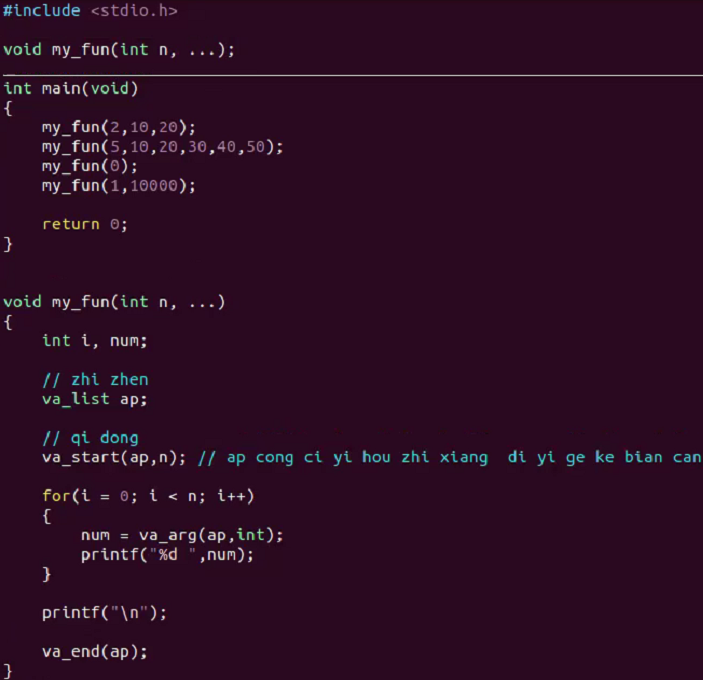 #include <stdio.h>
void my_fun(int n, ...);
int main(void)
{
my_fun(2,10,20);
my_fun(5,10,20,30,40,50);
my_fun(0);
my_fun(1,10000);
return 0;
}
void my_fun(int n, ...)
{
int i, num;
// zhi zhen
va_list ap;
// qi dong
va_start(ap,n); // ap cong ci yi hou zhi xiang  di yi ge ke bian can
for(i = 0; i < n; i++)
{
num = va_arg(ap,int);
printf("%d ",num);
}
printf("\n");
va_end(ap);
}